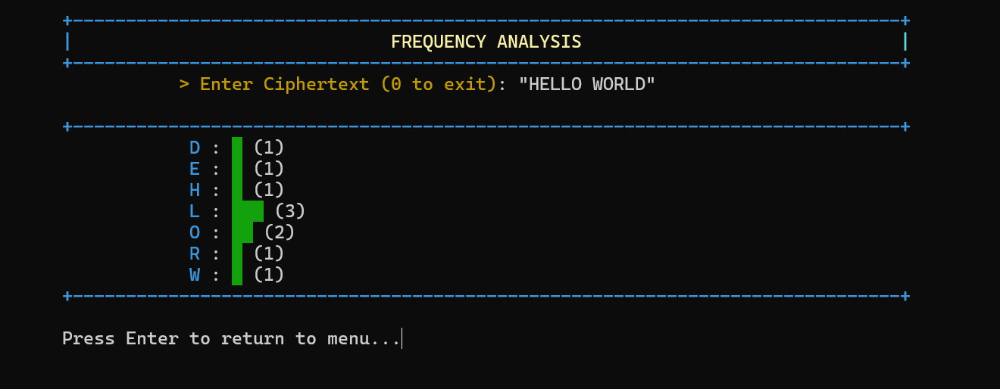 FREQUENCY ANALYSIS
> Enter Ciphertext (0 to exit): "HELLO WORLD"
D : (1)
E : (1)
H : (1)
L : (3)
O : (2)
R : (1)
W : (1)
Press Enter to return to menu...